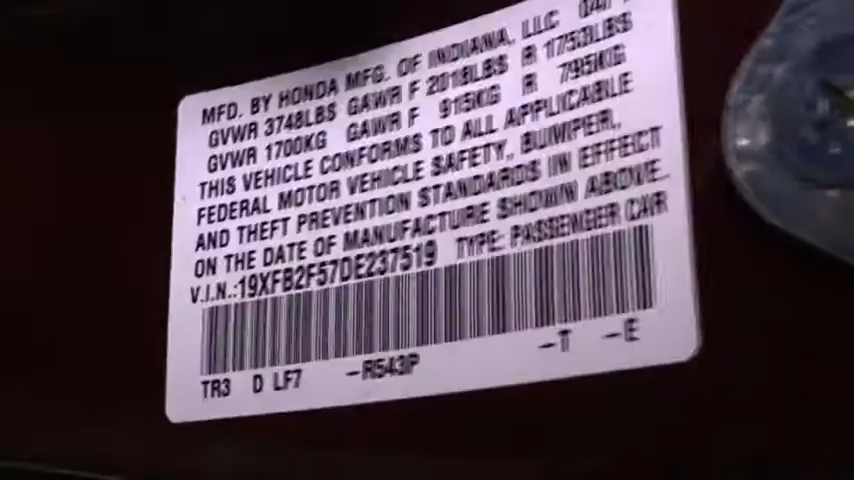 MFD. BY HONDA MFG. OF INDIANA, LLC
GVWR 3748LBS GAWR F 2018LBS R 1753LBS
GVWR 1700KG GAWR F 915KG R 795KG
THIS VEHICLE CONFORMS TO ALL APPLICABLE
FEDERAL MOTOR VEHICLE SAFETY, BUMPER,
AND THEFT PREVENTION STANDARDS IN EFFECT
ON THE DATE OF MANUFACTURE SHOWN ABOVE.
V.I.N.:19XFB2F57DE237519 TYPE: PASSENGER CAR
TR3 D LF7 -R543P -T -E